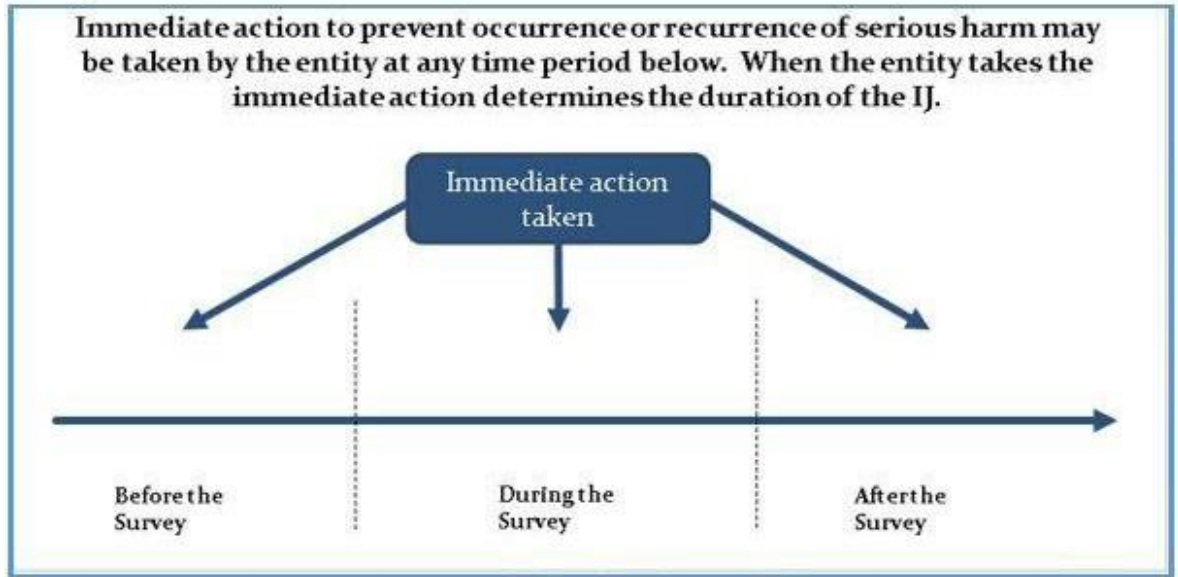 Immediate action to prevent occurrence or recurrence of serious harm may
be taken by the entity at any time period below. When the entity takes the
immediate action determines the duration of the IJ.
Immediate action
taken
Before the
Survey
During the
Survey
After the
Survey